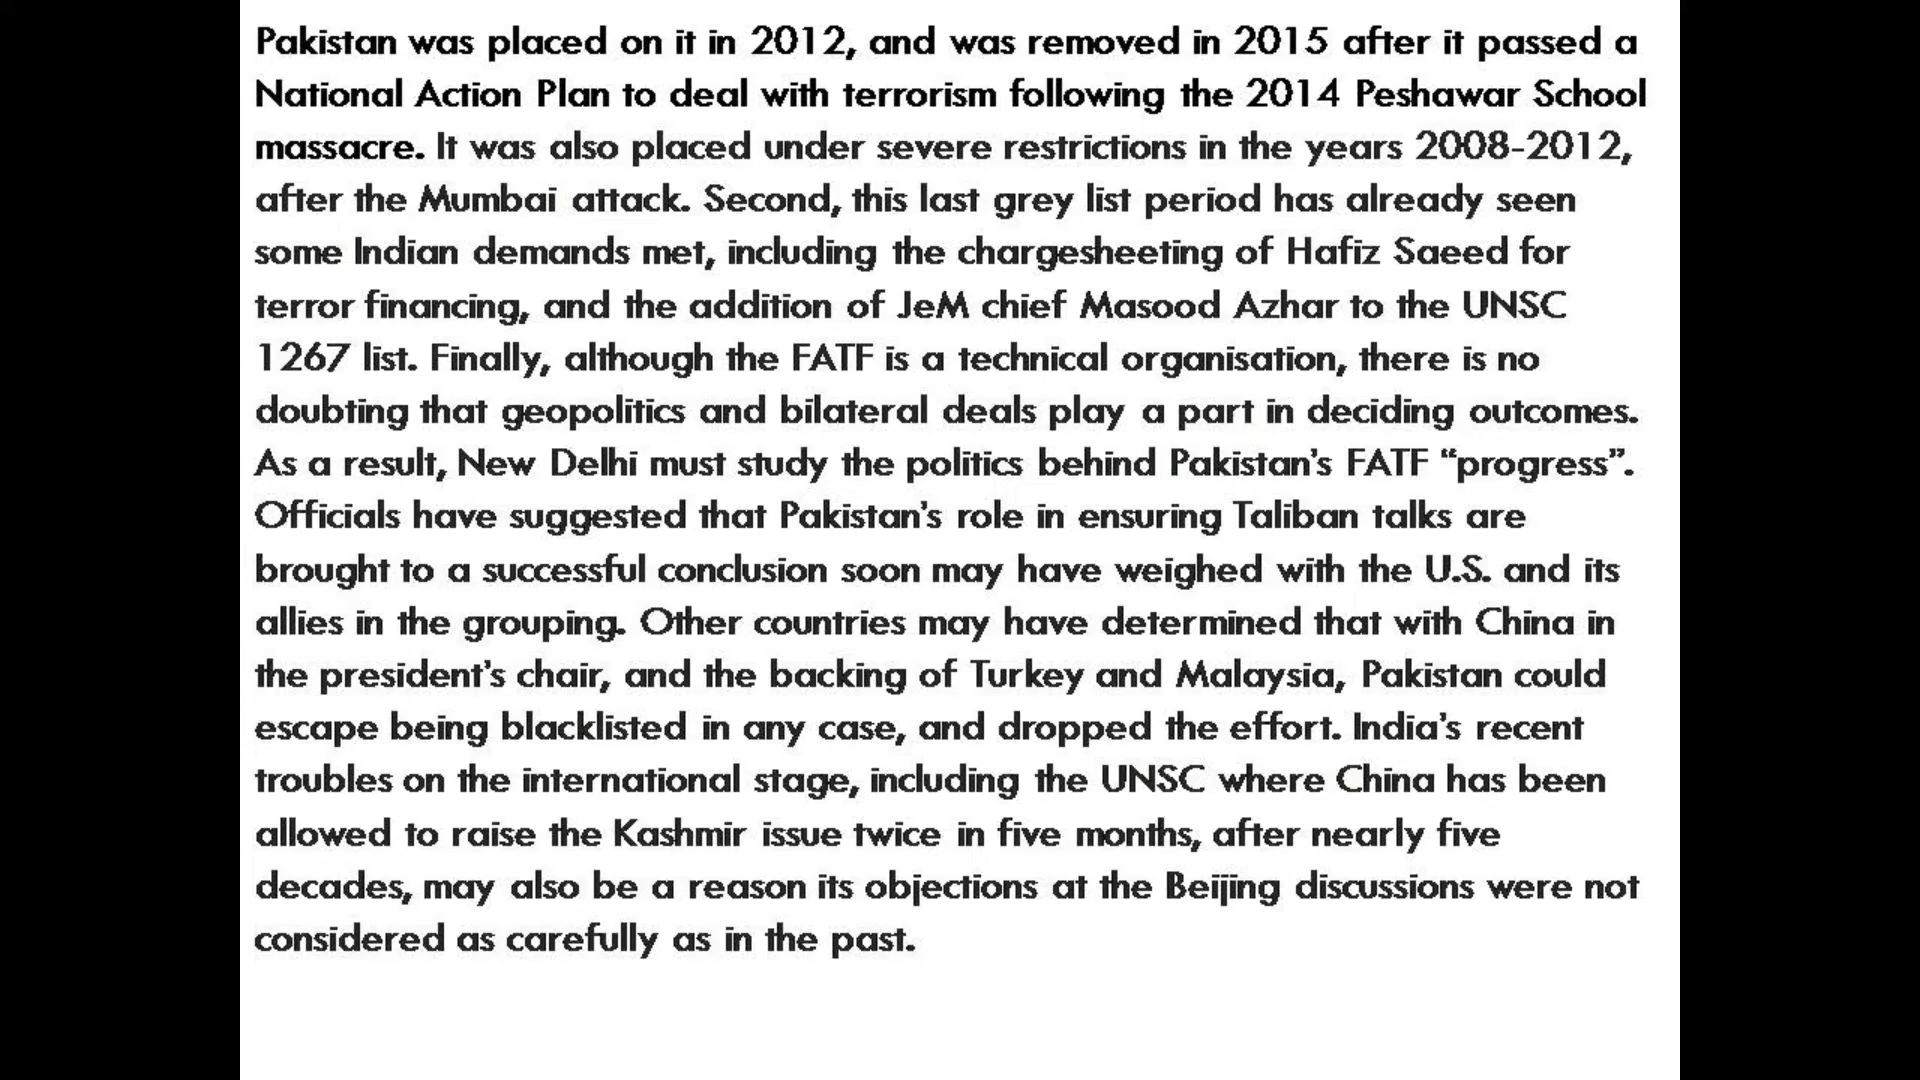 Pakistan was placed on it in 2012, and was removed in 2015 after it passed a
National Action Plan to deal with terrorism following the 2014 Peshawar School
massacre. It was also placed under severe restrictions in the years 2008-2012,
after the Mumbai attack. Second, this last grey list period has already seen
some Indian demands met, including the chargesheeting of Hafiz Saeed for
terror financing, and the addition of JeM chief Masood Azhar to the UNSC
1267 list. Finally, although the FATF is a technical organisation, there is no
doubting that geopolitics and bilateral deals play a part in deciding outcomes.
As a result, New Delhi must study the politics behind Pakistan’s FATF “progress”.
Officials have suggested that Pakistan’s role in ensuring Taliban talks are
brought to a successful conclusion soon may have weighed with the U.S. and its
allies in the grouping. Other countries may have determined that with China in
the president’s chair, and the backing of Turkey and Malaysia, Pakistan could
escape being blacklisted in any case, and dropped the effort. India’s recent
troubles on the international stage, including the UNSC where China has been
allowed to raise the Kashmir issue twice in five months, after nearly five
decades, may also be a reason its objections at the Beijing discussions were not
considered as carefully as in the past.